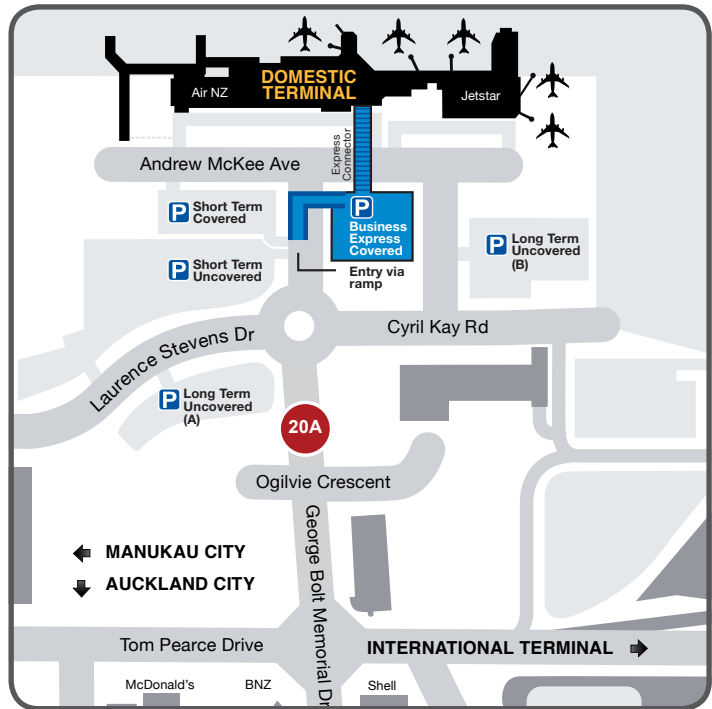 DOMESTIC
TERMINAL
Air NZ
Jetstar
Express
Connector
Andrew McKee Ave
P
Short Term
Covered
P
Business
Express
Covered
P
Long Term
Uncovered
(B)
P
Short Term
Uncovered
Entry via
ramp
Cyril Kay Rd
Laurence Stevens Dr
P
Long Term
Uncovered
(A)
20A
Ogilvie Crescent
George Bolt Memorial Dr
MANUKAU CITY
AUCKLAND CITY
Tom Pearce Drive
INTERNATIONAL TERMINAL
McDonald's
BNZ
Shell